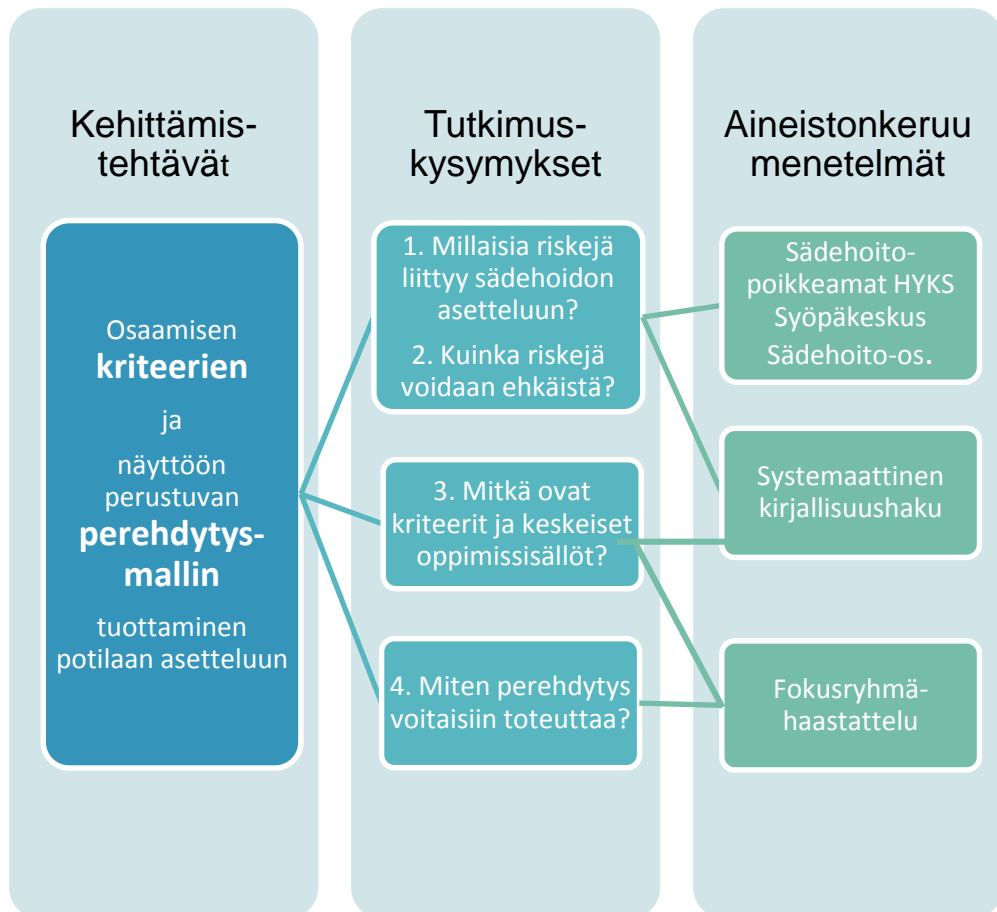 Kehittämis-
tehtävät
Osaamisen
kriteerien
ja
näyttöön
perustuvan
perehdytys-
mallin
tuottaminen
potilaan asetteluun
Tutkimus-
kysymykset
1. Millaisia riskejä
liittyy sädehoidon
asetteluun?
2. Kuinka riskejä
voidaan ehkäistä?
3. Mitkä ovat
kriteerit ja keskeiset
oppimissisällöt?
4. Miten perehdytys
voitaisiin toteuttaa?
Aineistonkeruu
menetelmät
Sädehoito-
poikkeamat HYKS
Syöpäkeskus
Sädehoito-os.
Systemaattinen
kirjallisuushaku
Fokusryhmä-
haastattelu